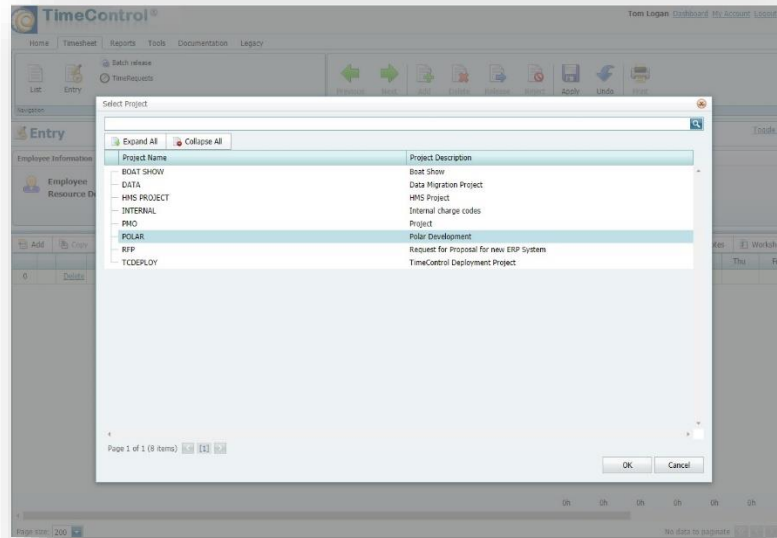 TimeControl®
Tom Logan Dashboard My Account Logout
Home Timesheet Reports Tools Documentation Legacy
Batch release
TimeRequests
List Entry Previous Next Add Delete Release Reject Apply Undo Print
Navigation
Select Project
Entry
Expand All Collapse All
Employee Information
Project Name Project Description
BOAT SHOW Boat Show
DATA Data Migration Project
HMS PROJECT HMS Project
INTERNAL Internal charge codes
PMO Project
POLAR Polar Development
RFP Request for Proposal for new ERP System
TCDEPLOY TimeControl Deployment Project
Employee
Resource
Add Copy
Thu
0 Delete
Page 1 of 1 (8 items) [1]
OK Cancel
0h 0h 0h 0h 0h 0h
Page size: 200 No data to paginate